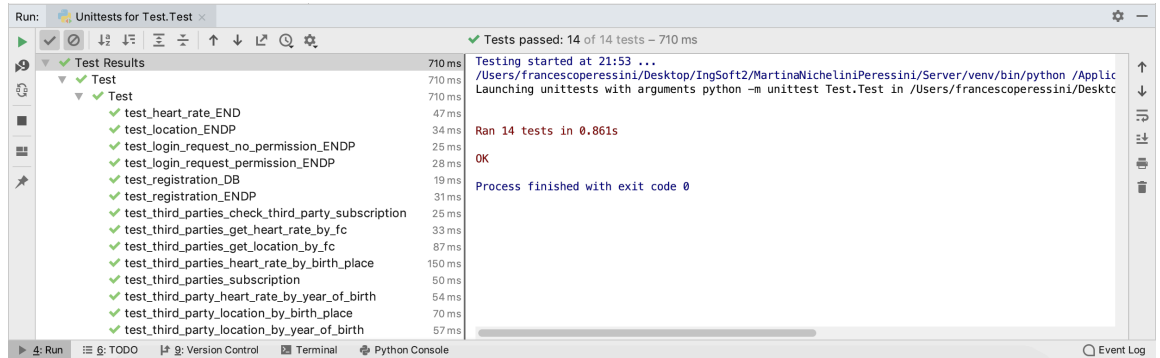 Run: Unittests for Test.Test ×
Tests passed: 14 of 14 tests – 710 ms
Test Results 710 ms
Test 710 ms
Test 710 ms
test_heart_rate_END 47 ms
test_location_ENDP 34 ms
test_login_request_no_permission_ENDP 25 ms
test_login_request_permission_ENDP 28 ms
test_registration_DB 19 ms
test_registration_ENDP 31 ms
test_third_parties_check_third_party_subscription 25 ms
test_third_parties_get_heart_rate_by_fc 33 ms
test_third_parties_get_location_by_fc 87 ms
test_third_parties_heart_rate_by_birth_place 150 ms
test_third_parties_subscription 50 ms
test_third_party_heart_rate_by_year_of_birth 54 ms
test_third_party_location_by_birth_place 70 ms
test_third_party_location_by_year_of_birth 57 ms
Testing started at 21:53 ...
/Users/francescoperessini/Desktop/IngSoft2/MartinaNicheliniPeressini/Server/venv/bin/python /Applic
Launching unittests with arguments python -m unittest Test.Test in /Users/francescoperessini/Deskto
Ran 14 tests in 0.861s
OK
Process finished with exit code 0
4: Run 6: TODO 9: Version Control Terminal Python Console Event Log